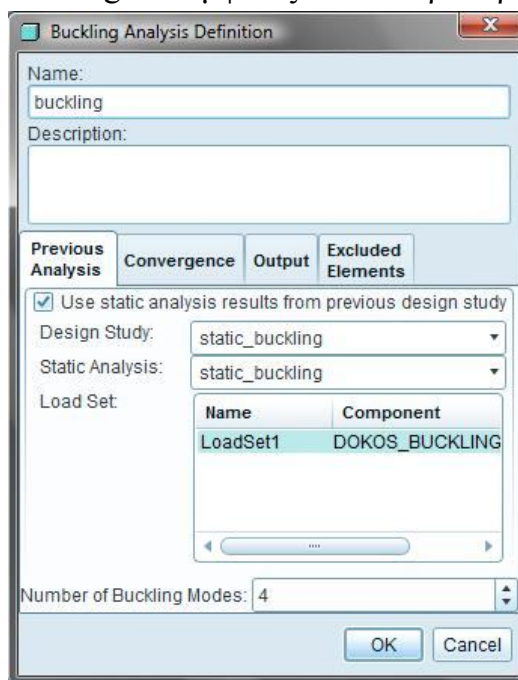 Buckling Analysis Definition
Name:
buckling
Description:
Previous Analysis
Convergence
Output
Excluded Elements
Use static analysis results from previous design study
Design Study:
static_buckling
Static Analysis:
static_buckling
Load Set:
Name Component
LoadSet1 DOKOS_BUCKLING
Number of Buckling Modes: 4
OK Cancel